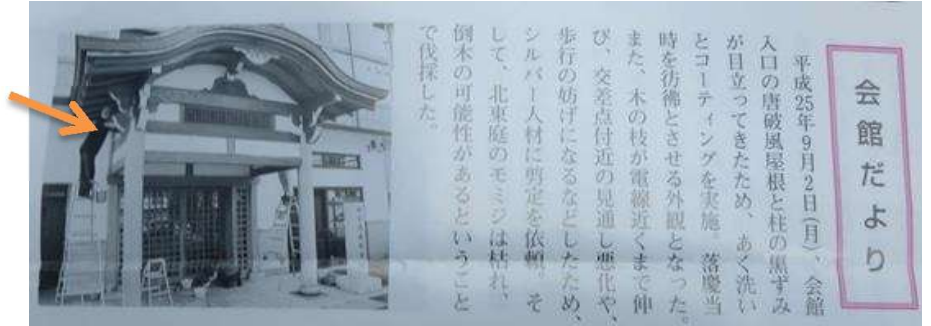 会館だより
平成25年9月2日(月)、会館
入口の唐破風屋根と柱の黒ずみ
が目立ってきたため、あく洗い
とコーティングを実施。落慶当
時を彷彿とさせる外観となった。
また、木の枝が電線近くまで伸
び、交差点付近の見通し悪化や、
歩行の妨げになるなどしたため、
シルバー人材に剪定を依頼。そ
して、北東庭のモミジは枯れ、
倒木の可能性があるということ
で伐採した。